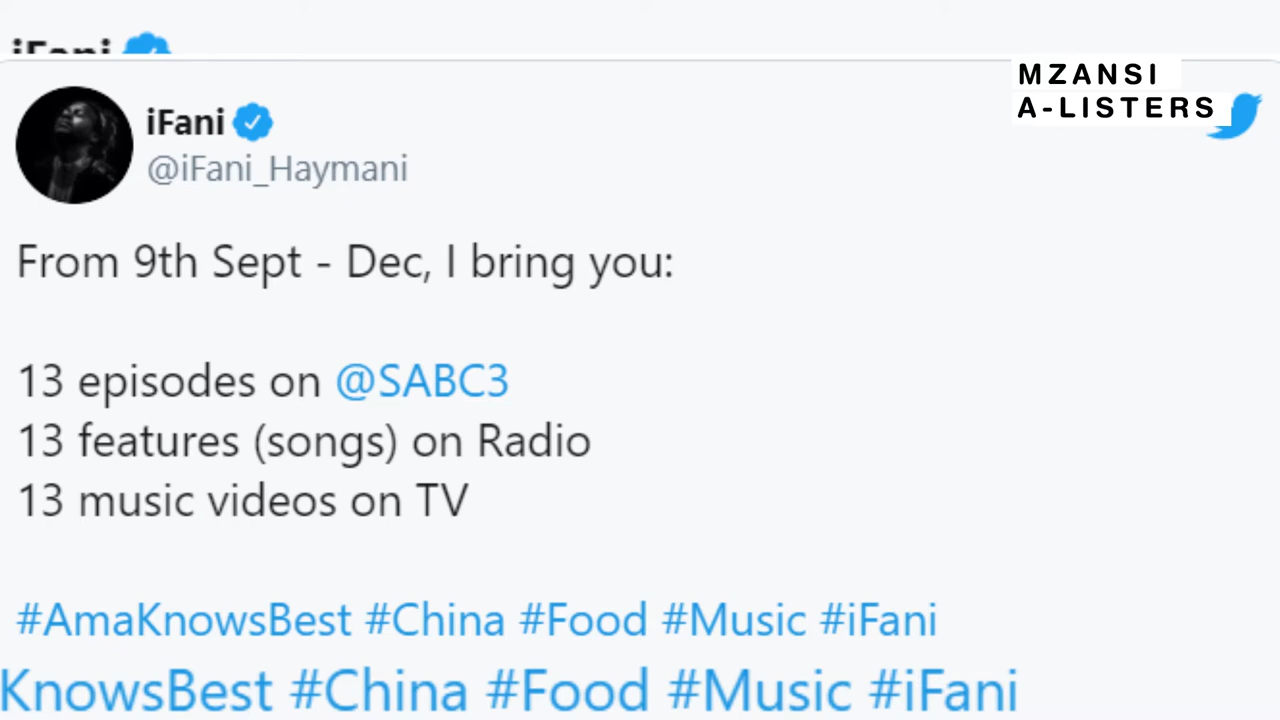 iFani
MZANSI
A-LISTERS
iFani
@iFani_Haymani
From 9th Sept - Dec, I bring you:
13 episodes on @SABC3
13 features (songs) on Radio
13 music videos on TV
#AmaKnowsBest #China #Food #Music #iFani
KnowsBest #China #Food #Music #iFani